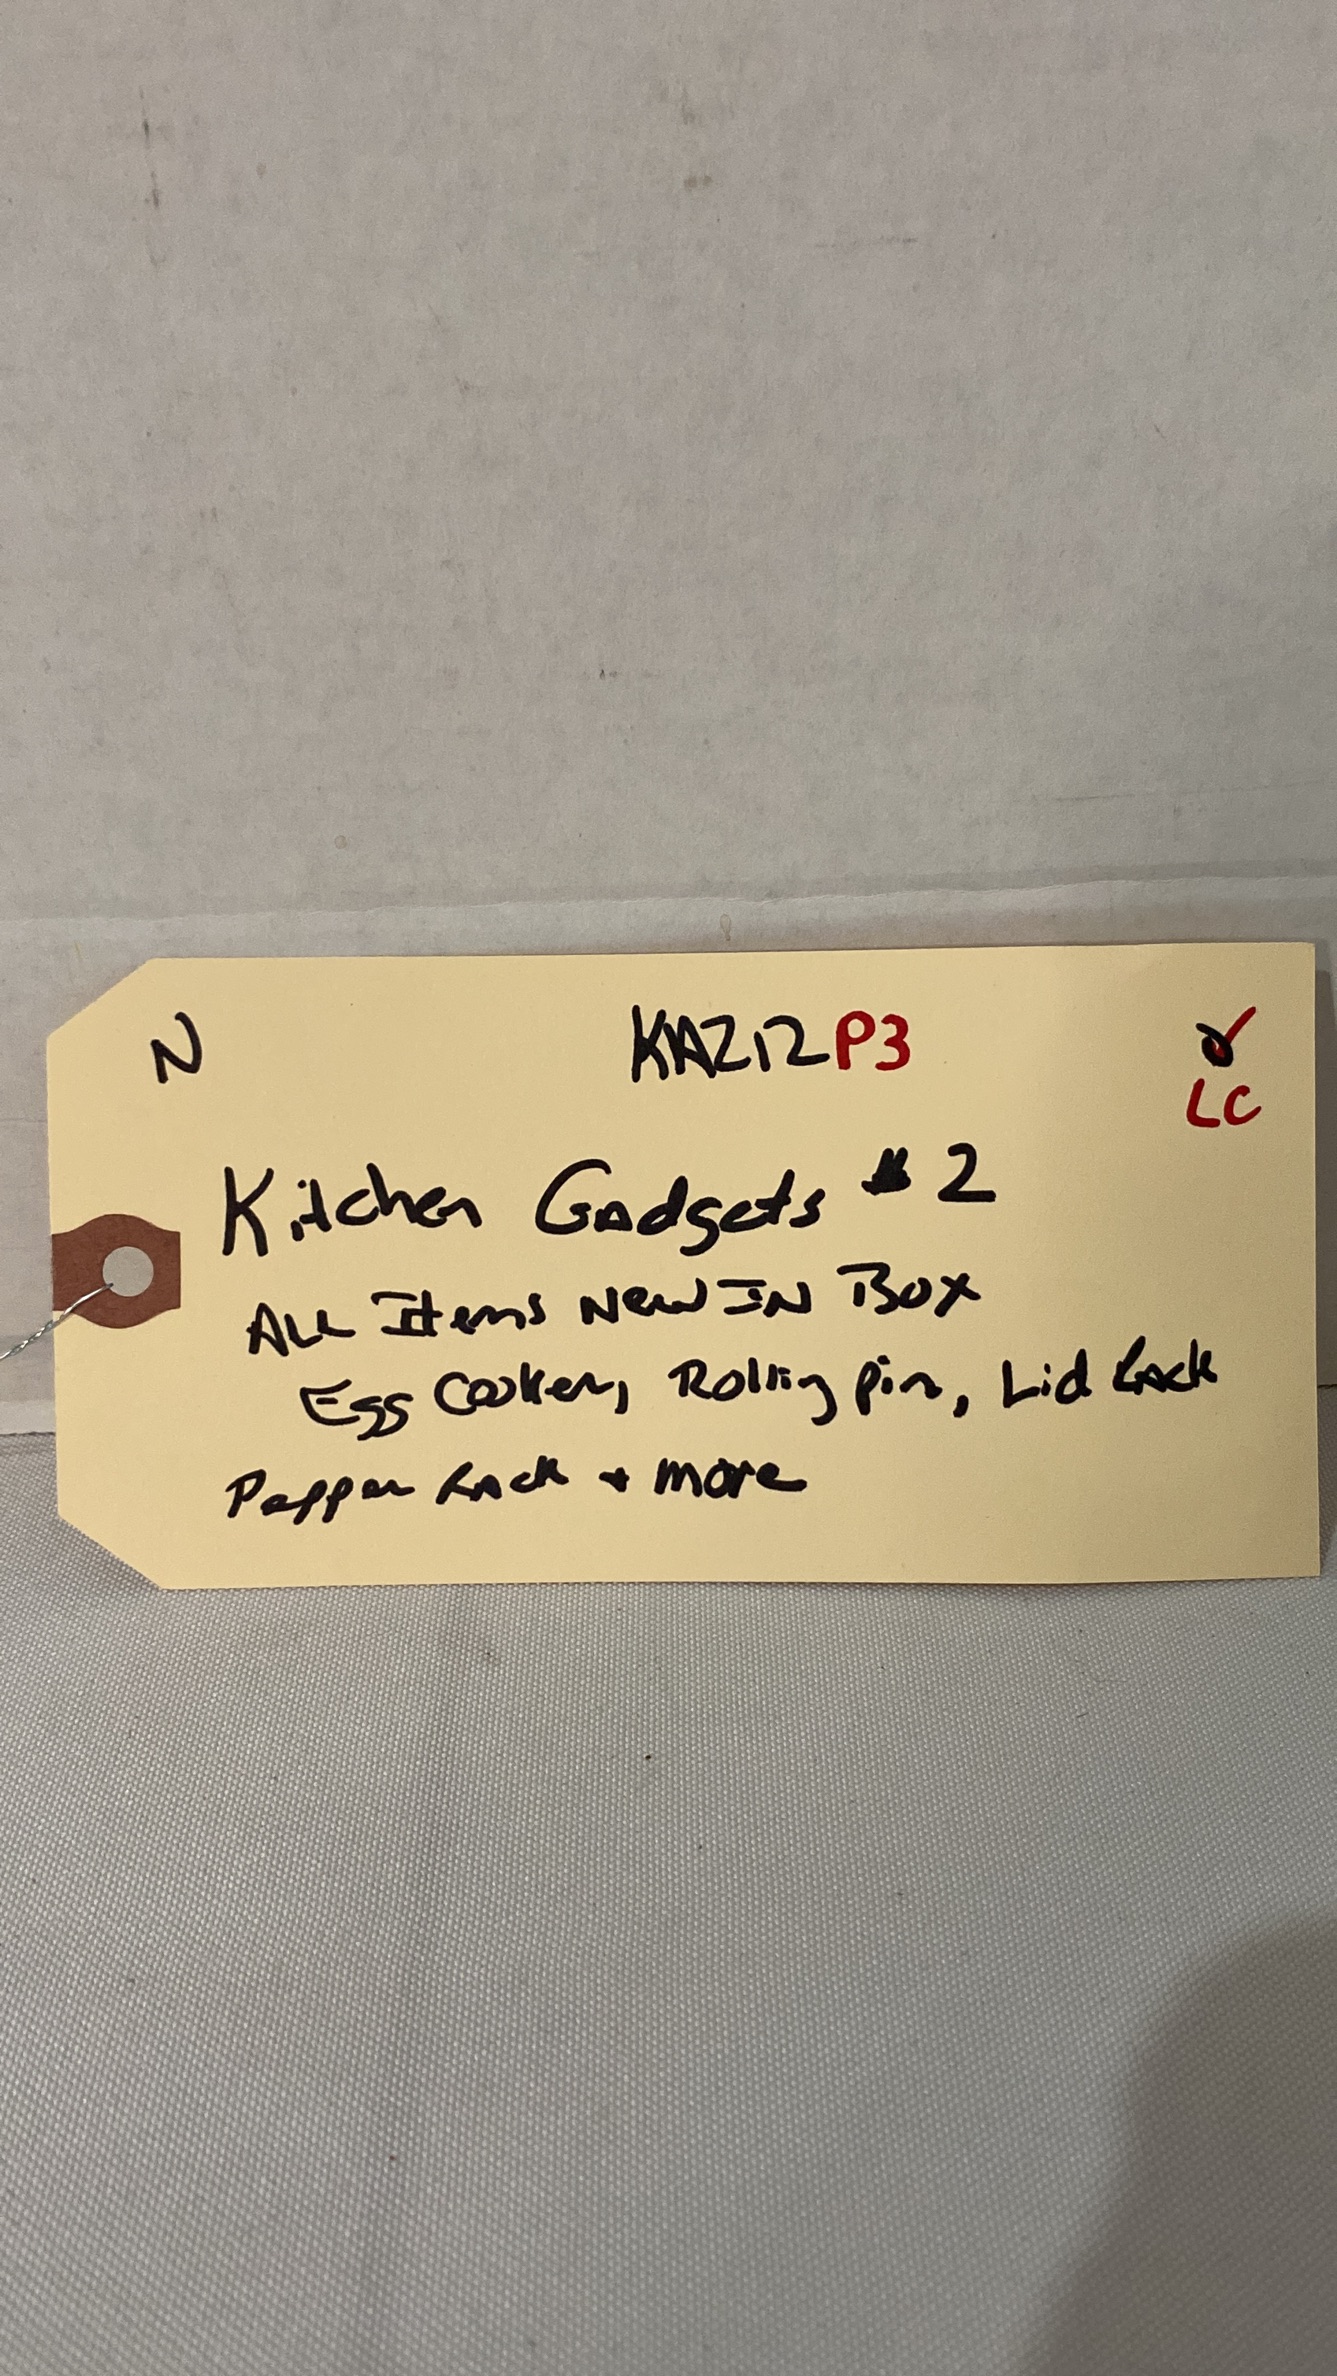 N KAZ12P3
LC
Kitchen Gadgets #2
ALL Items New IN Box
Egg Cooker, Rolling pin, Lid Rack
Pepper Rack + more